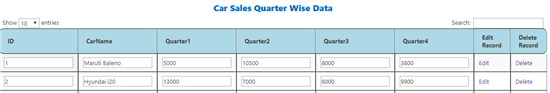 Car Sales Quarter Wise Data
Show 10 entries Search:
ID CarName Quarter1 Quarter2 Quarter3 Quarter4 Edit Record Delete Record
1 Maruti Baleno 5000 10500 8000 3800 Edit Delete
2 Hyundai i20 13000 7000 8000 9900 Edit Delete